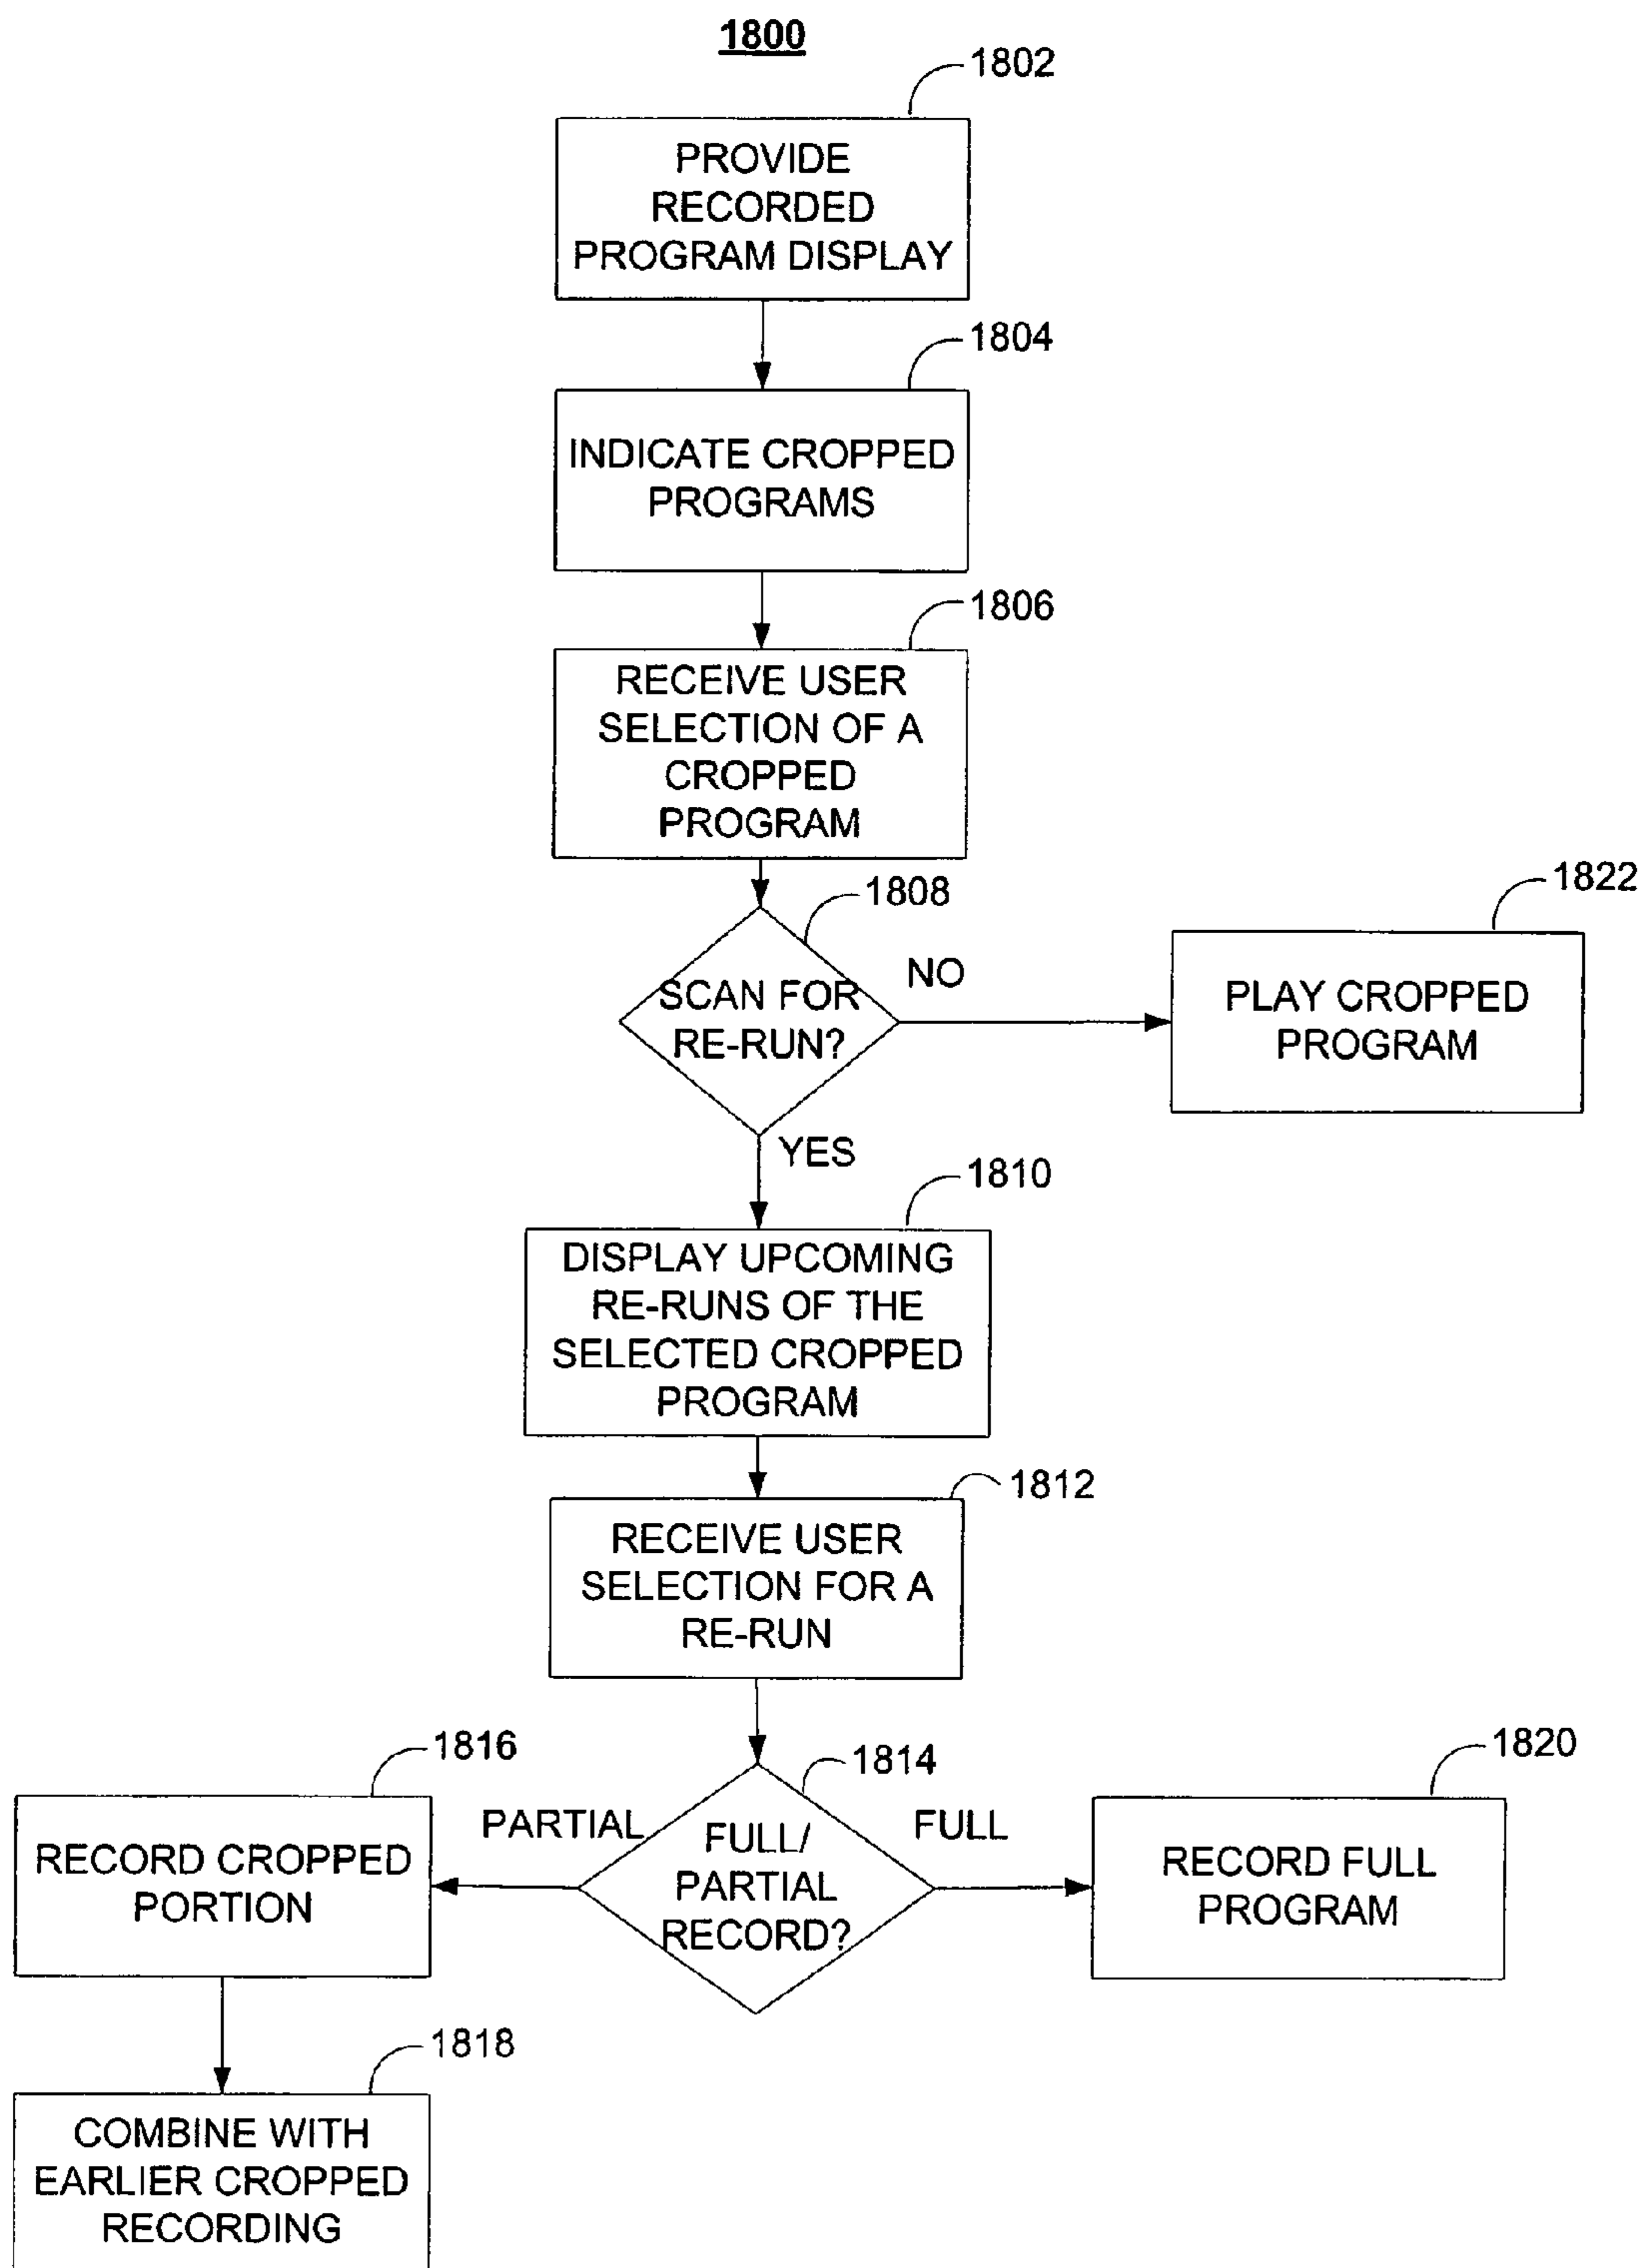 1800
1802
PROVIDE
RECORDED
PROGRAM DISPLAY
1804
INDICATE CROPPED
PROGRAMS
1806
RECEIVE USER
SELECTION OF A
CROPPED
PROGRAM
1808
SCAN FOR
RE-RUN?
NO
1822
PLAY CROPPED
PROGRAM
YES
1810
DISPLAY UPCOMING
RE-RUNS OF THE
SELECTED CROPPED
PROGRAM
1812
RECEIVE USER
SELECTION FOR A
RE-RUN
1814
FULL/
PARTIAL
RECORD?
PARTIAL
1816
RECORD CROPPED
PORTION
FULL
1820
RECORD FULL
PROGRAM
1818
COMBINE WITH
EARLIER CROPPED
RECORDING